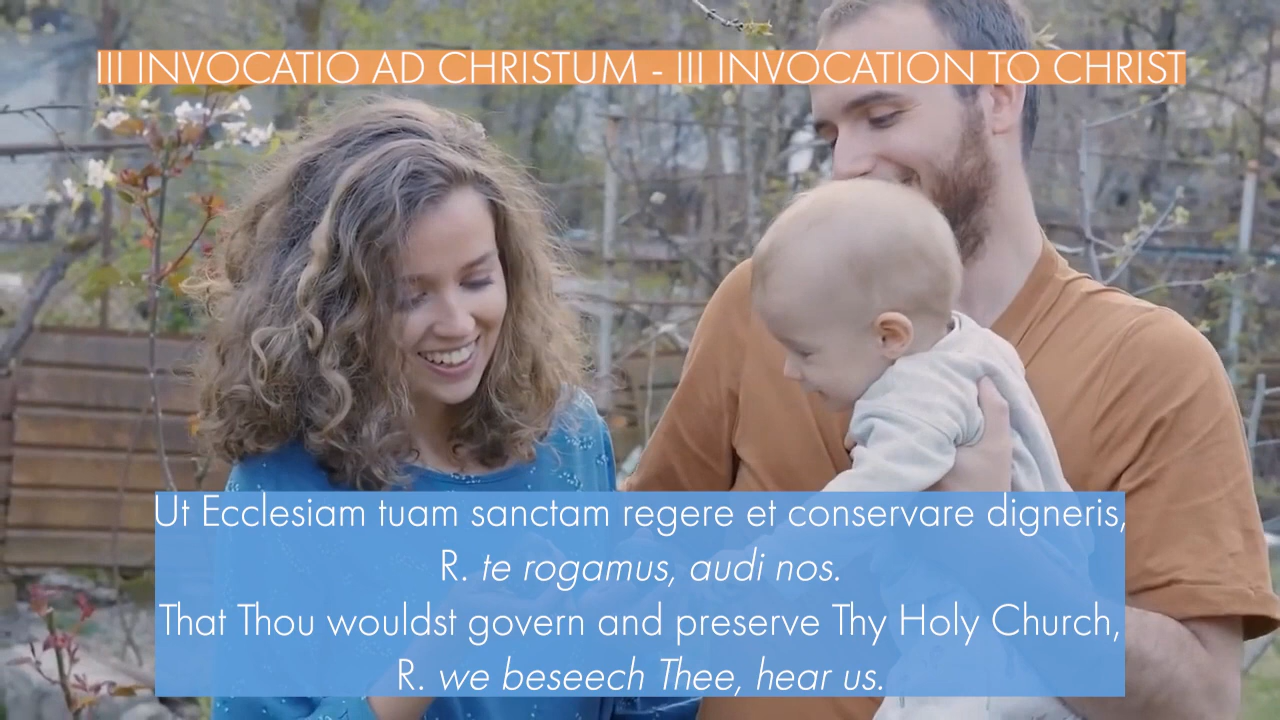 III INVOCATIO AD CHRISTUM - III INVOCATION TO CHRIST
Ut Ecclesiam tuam sanctam regere et conservare digneris,
R. te rogamus, audi nos.
That Thou wouldst govern and preserve Thy Holy Church,
R. we beseech Thee, hear us.